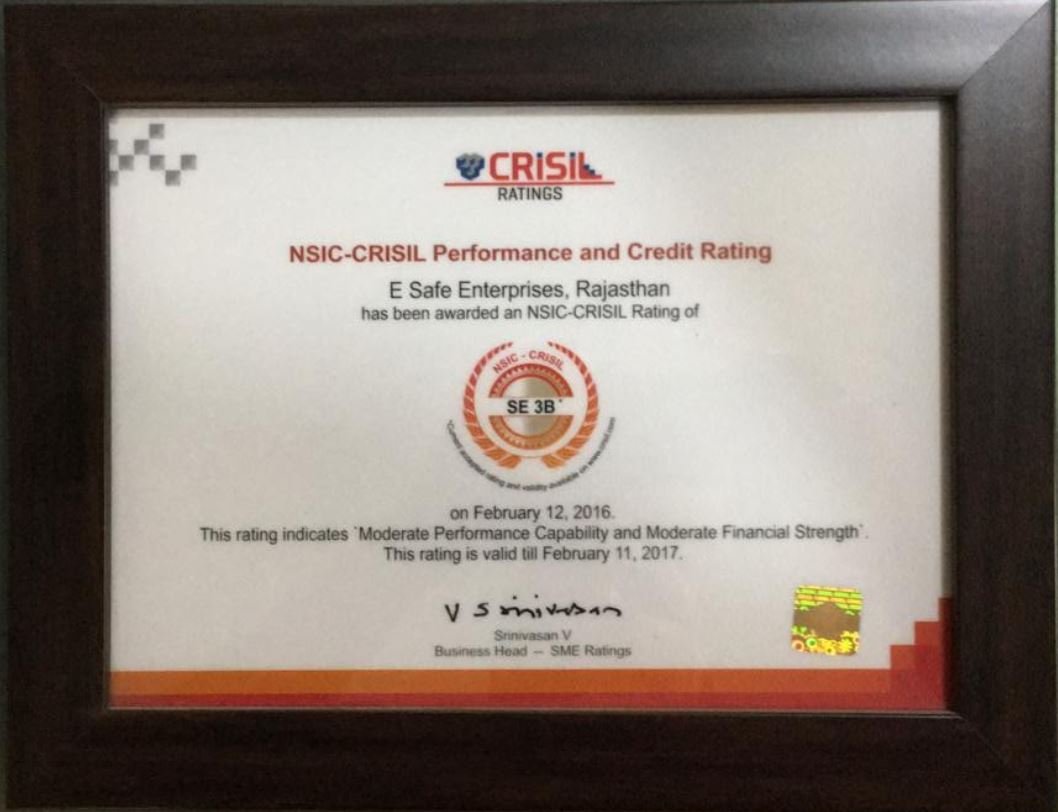 CRISIL
RATINGS
NSIC-CRISIL Performance and Credit Rating
E Safe Enterprises, Rajasthan
has been awarded an NSIC-CRISIL Rating of
NSIC - CRISIL
SE 3B*
*Current accepted rating and validity available on www.crisil.com
on February 12, 2016.
This rating indicates `Moderate Performance Capability and Moderate Financial Strength`.
This rating is valid till February 11, 2017.
V Srinivasan
Srinivasan V
Business Head – SME Ratings